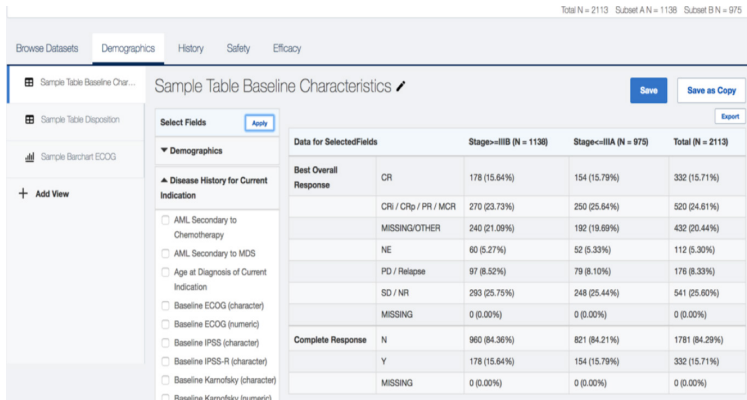 Total N = 2113 Subset A N = 1138 Subset B N = 975
Browse Datasets Demographics History Safety Efficacy
Sample Table Baseline Char...
Sample Table Disposition
Sample Barchart ECOG
+ Add View
Sample Table Baseline Characteristics
Save
Save as Copy
Export
Select Fields
Apply
Demographics
Disease History for Current
Indication
AML Secondary to
Chemotherapy
AML Secondary to MDS
Age at Diagnosis of Current
Indication
Baseline ECOG (character)
Baseline ECOG (numeric)
Baseline IPSS (character)
Baseline IPSS-R (character)
Baseline Karnofsky (character)
Baseline Karnofsky (numeric)
Data for SelectedFields Stage>=IIIB (N = 1138) Stage<=IIIA (N = 975) Total (N = 2113)
Best Overall
Response
CR 178 (15.64%) 154 (15.79%) 332 (15.71%)
CRi / CRp / PR / MCR 270 (23.73%) 250 (25.64%) 520 (24.61%)
MISSING/OTHER 240 (21.09%) 192 (19.69%) 432 (20.44%)
NE 60 (5.27%) 52 (5.33%) 112 (5.30%)
PD / Relapse 97 (8.52%) 79 (8.10%) 176 (8.33%)
SD / NR 293 (25.75%) 248 (25.44%) 541 (25.60%)
MISSING 0 (0.00%) 0 (0.00%) 0 (0.00%)
Complete Response N 960 (84.36%) 821 (84.21%) 1781 (84.29%)
Y 178 (15.64%) 154 (15.79%) 332 (15.71%)
MISSING 0 (0.00%) 0 (0.00%) 0 (0.00%)